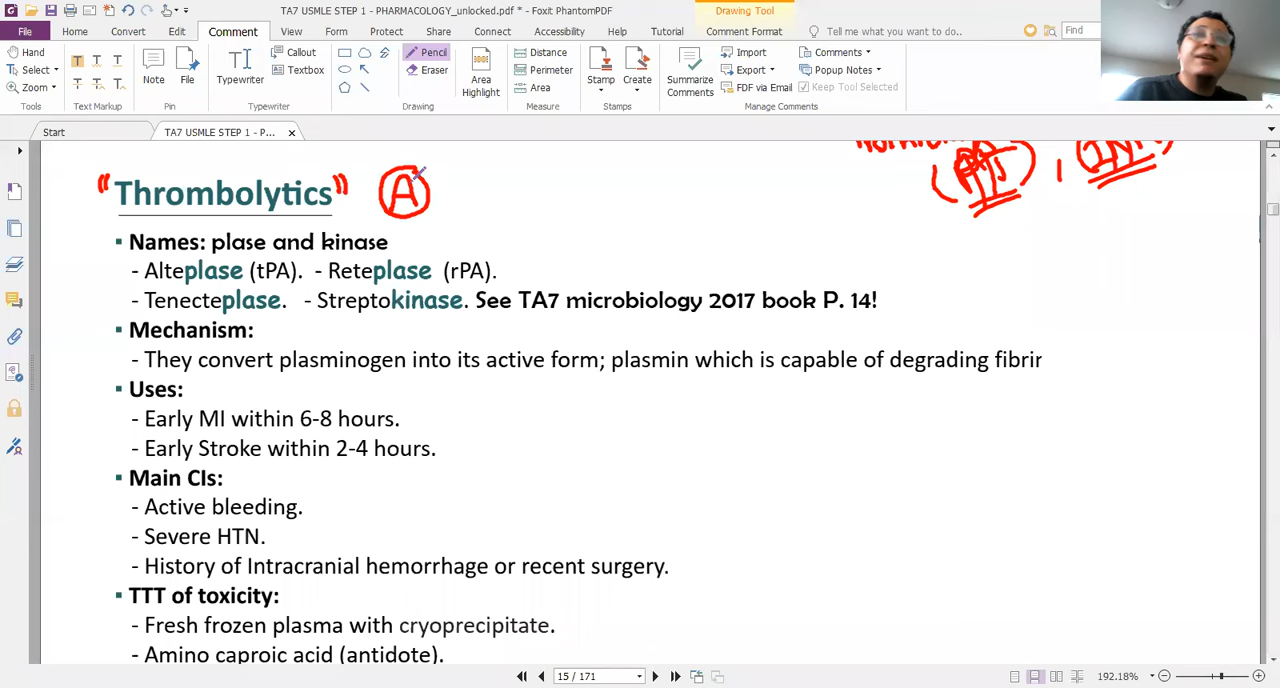 TA7 USMLE STEP 1 - PHARMACOLOGY_unlocked.pdf * - Foxit PhantomPDF
Drawing Tool
File Home Convert Edit Comment View Form Protect Share Connect Accessibility Help Tutorial Comment Format Tell me what you want to do.. Find
Hand
Select
Zoom
Tools
T T T
T T T
Text Markup
Note
File
Pin
Typewriter
Callout
Textbox
Typewriter
Pencil
Eraser
Drawing
Area
Highlight
Distance
Perimeter
Area
Measure
Stamp
Create
Stamps
Summarize
Comments
Import
Export
FDF via Email
Comments
Popup Notes
Keep Tool Selected
Manage Comments
Start
TA7 USMLE STEP 1 - P...
"Thrombolytics" A
▪ Names: plase and kinase
- Alteplase (tPA). - Reteplase (rPA).
- Tenecteplase. - Streptokinase. See TA7 microbiology 2017 book P. 14!
▪ Mechanism:
- They convert plasminogen into its active form; plasmin which is capable of degrading fibrir
▪ Uses:
- Early MI within 6-8 hours.
- Early Stroke within 2-4 hours.
▪ Main CIs:
- Active bleeding.
- Severe HTN.
- History of Intracranial hemorrhage or recent surgery.
▪ TTT of toxicity:
- Fresh frozen plasma with cryoprecipitate.
- Amino caproic acid (antidote).
15 / 171
192.18%